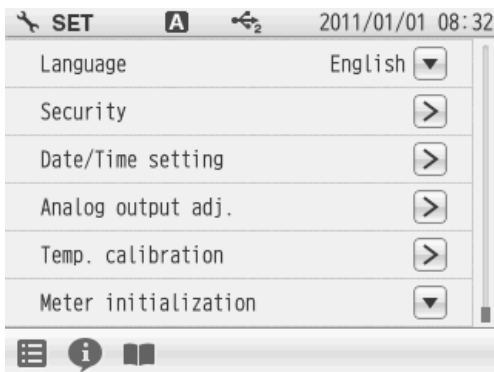 SET A 2 2011/01/01 08:32
Language English
Security
Date/Time setting
Analog output adj.
Temp. calibration
Meter initialization